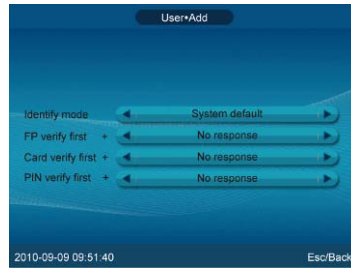 User•Add
Identify mode System default
FP verify first + No response
Card verify first + No response
PIN verify first + No response
2010-09-09 09:51:40 Esc/Back